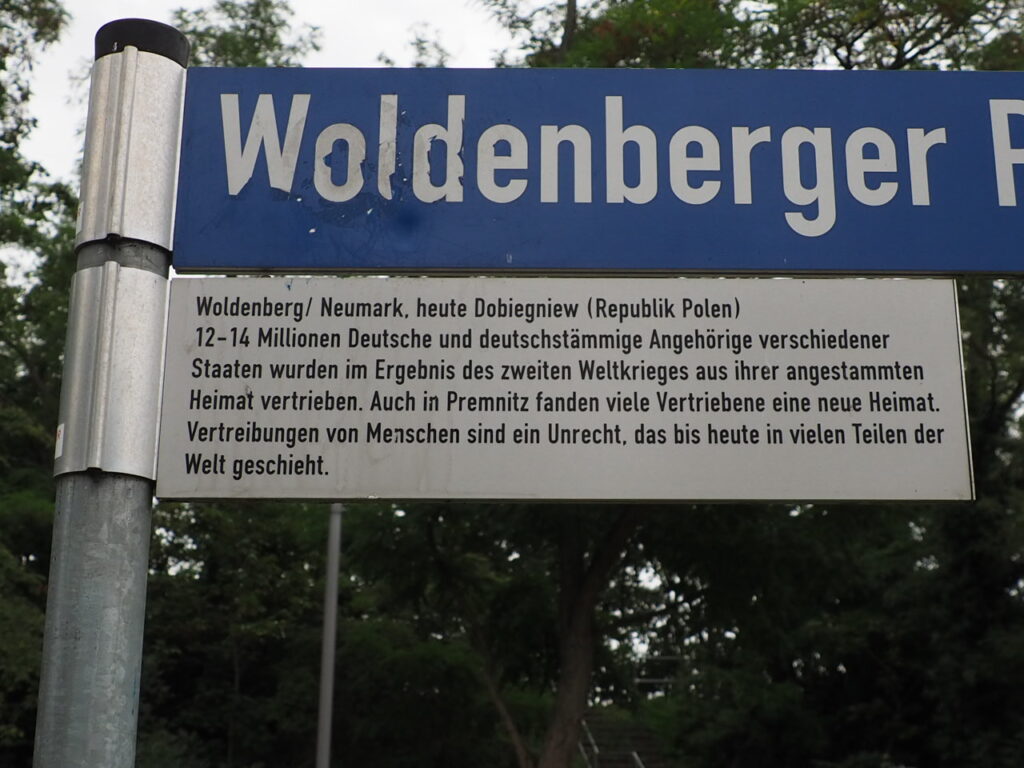 Woldenberger P
Woldenberg/ Neumark, heute Dobiegniew (Republik Polen)
12-14 Millionen Deutsche und deutschstämmige Angehörige verschiedener
Staaten wurden im Ergebnis des zweiten Weltkrieges aus ihrer angestammten
Heimat vertrieben. Auch in Premnitz fanden viele Vertriebene eine neue Heimat.
Vertreibungen von Menschen sind ein Unrecht, das bis heute in vielen Teilen der
Welt geschieht.